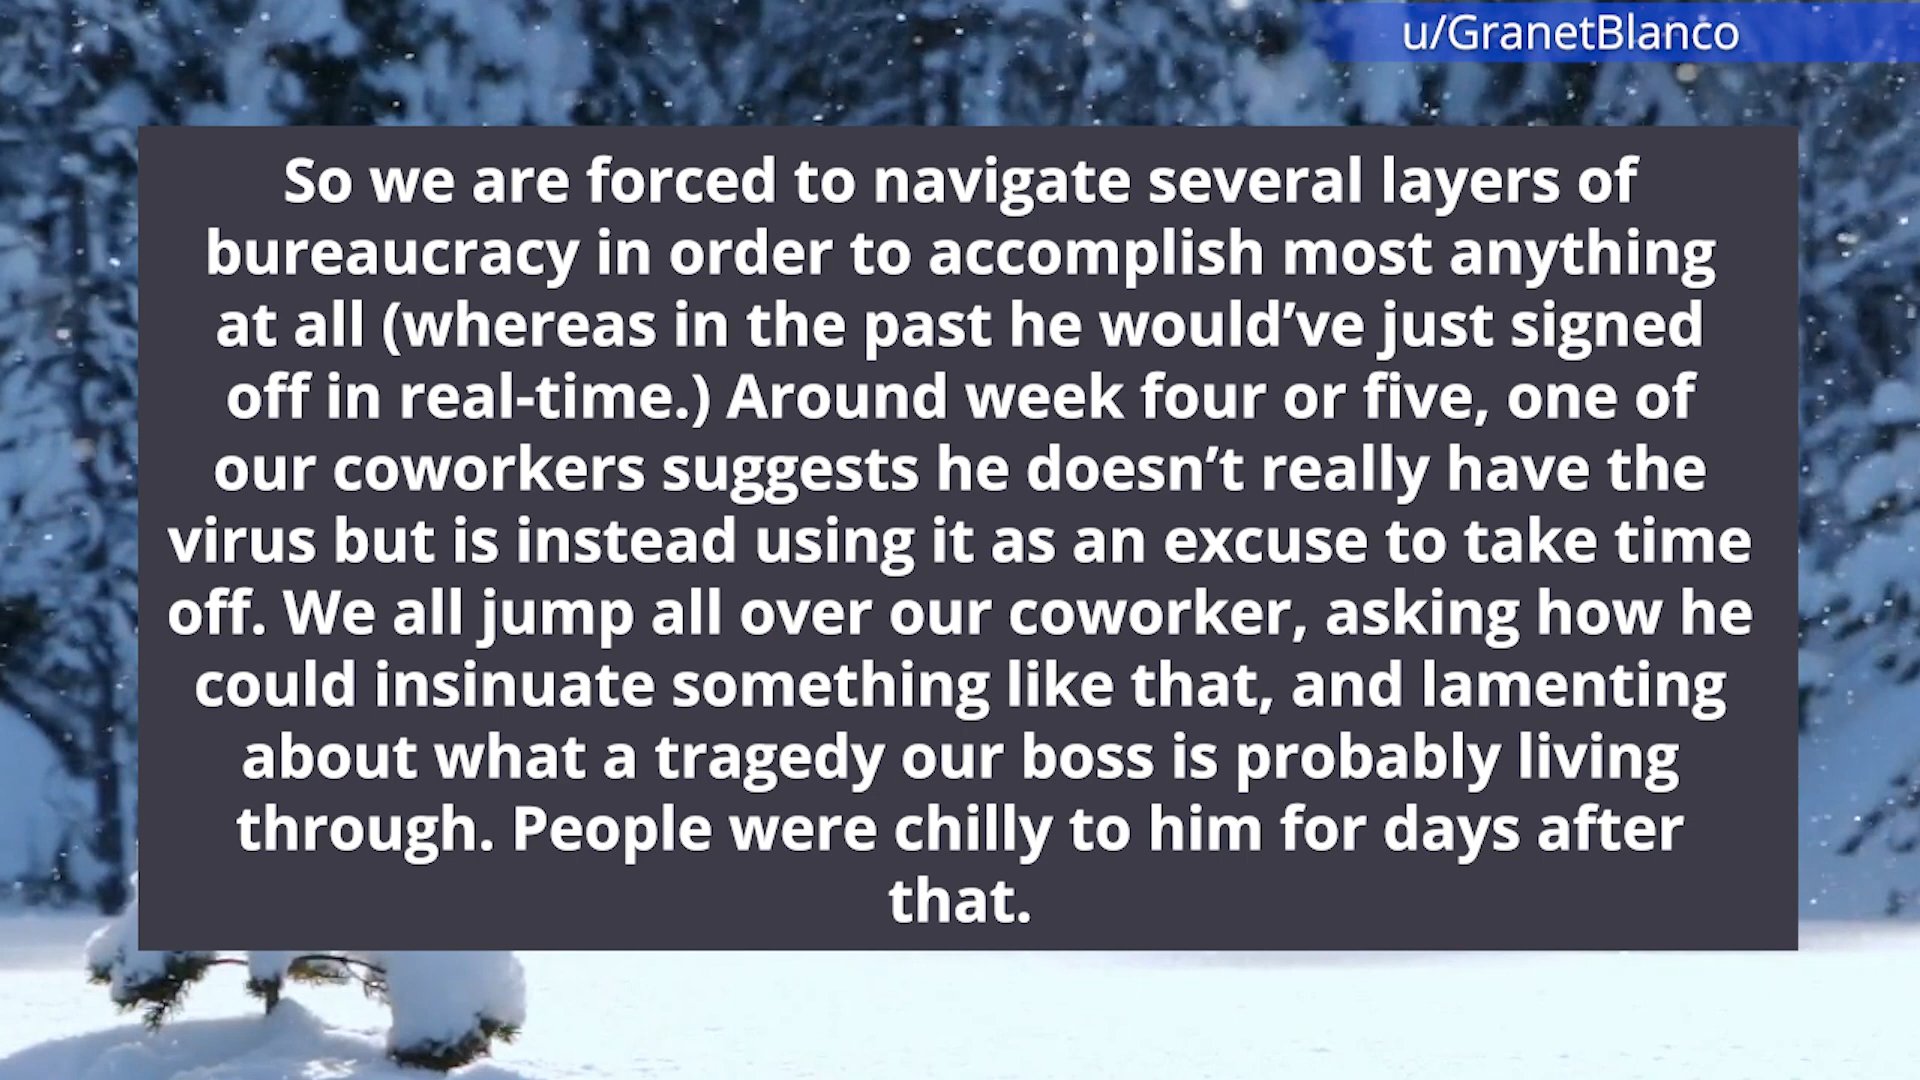 u/GranetBlanco
So we are forced to navigate several layers of
bureaucracy in order to accomplish most anything
at all (whereas in the past he would’ve just signed
off in real-time.) Around week four or five, one of
our coworkers suggests he doesn’t really have the
virus but is instead using it as an excuse to take time
off. We all jump all over our coworker, asking how he
could insinuate something like that, and lamenting
about what a tragedy our boss is probably living
through. People were chilly to him for days after
that.